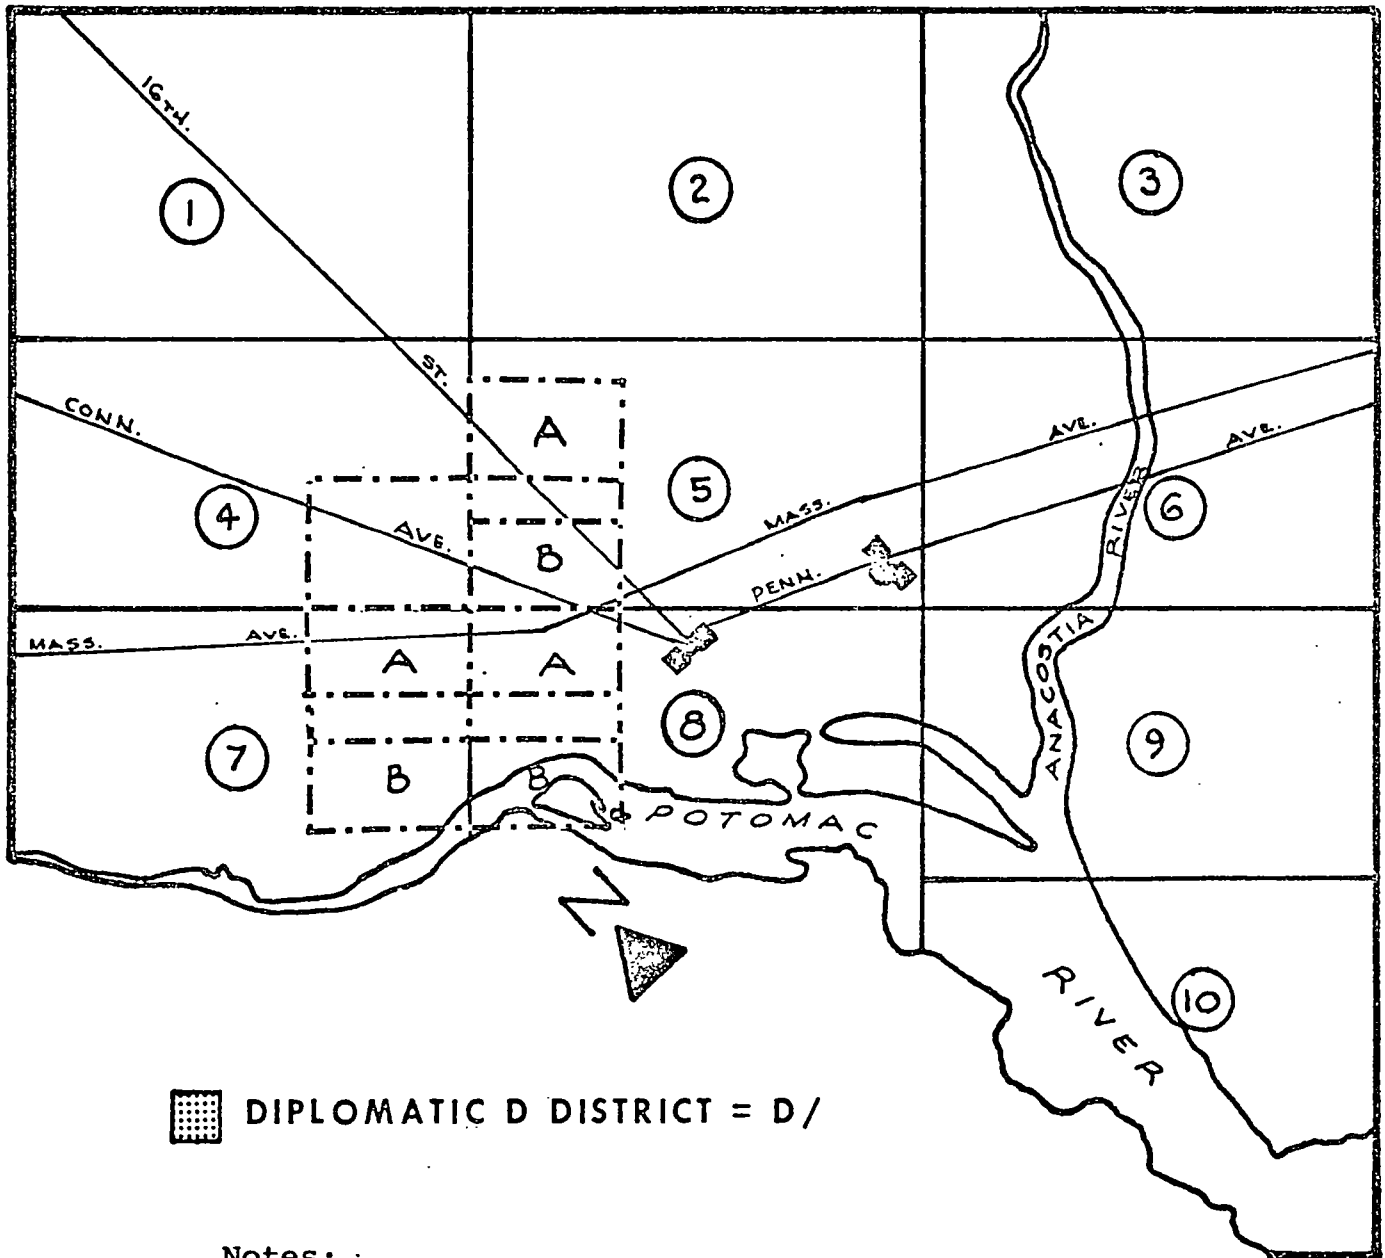 16TH.
1
2
3
ST.
CONN.
A
4
AVE.
5
MASS.
AVE.
AVE.
6
RIVER
B
PENN.
MASS.
AVE.
A
A
7
8
9
ANACOSTIA
B
B
POTOMAC
N
RIVER
10
DIPLOMATIC D DISTRICT = D/
Notes: